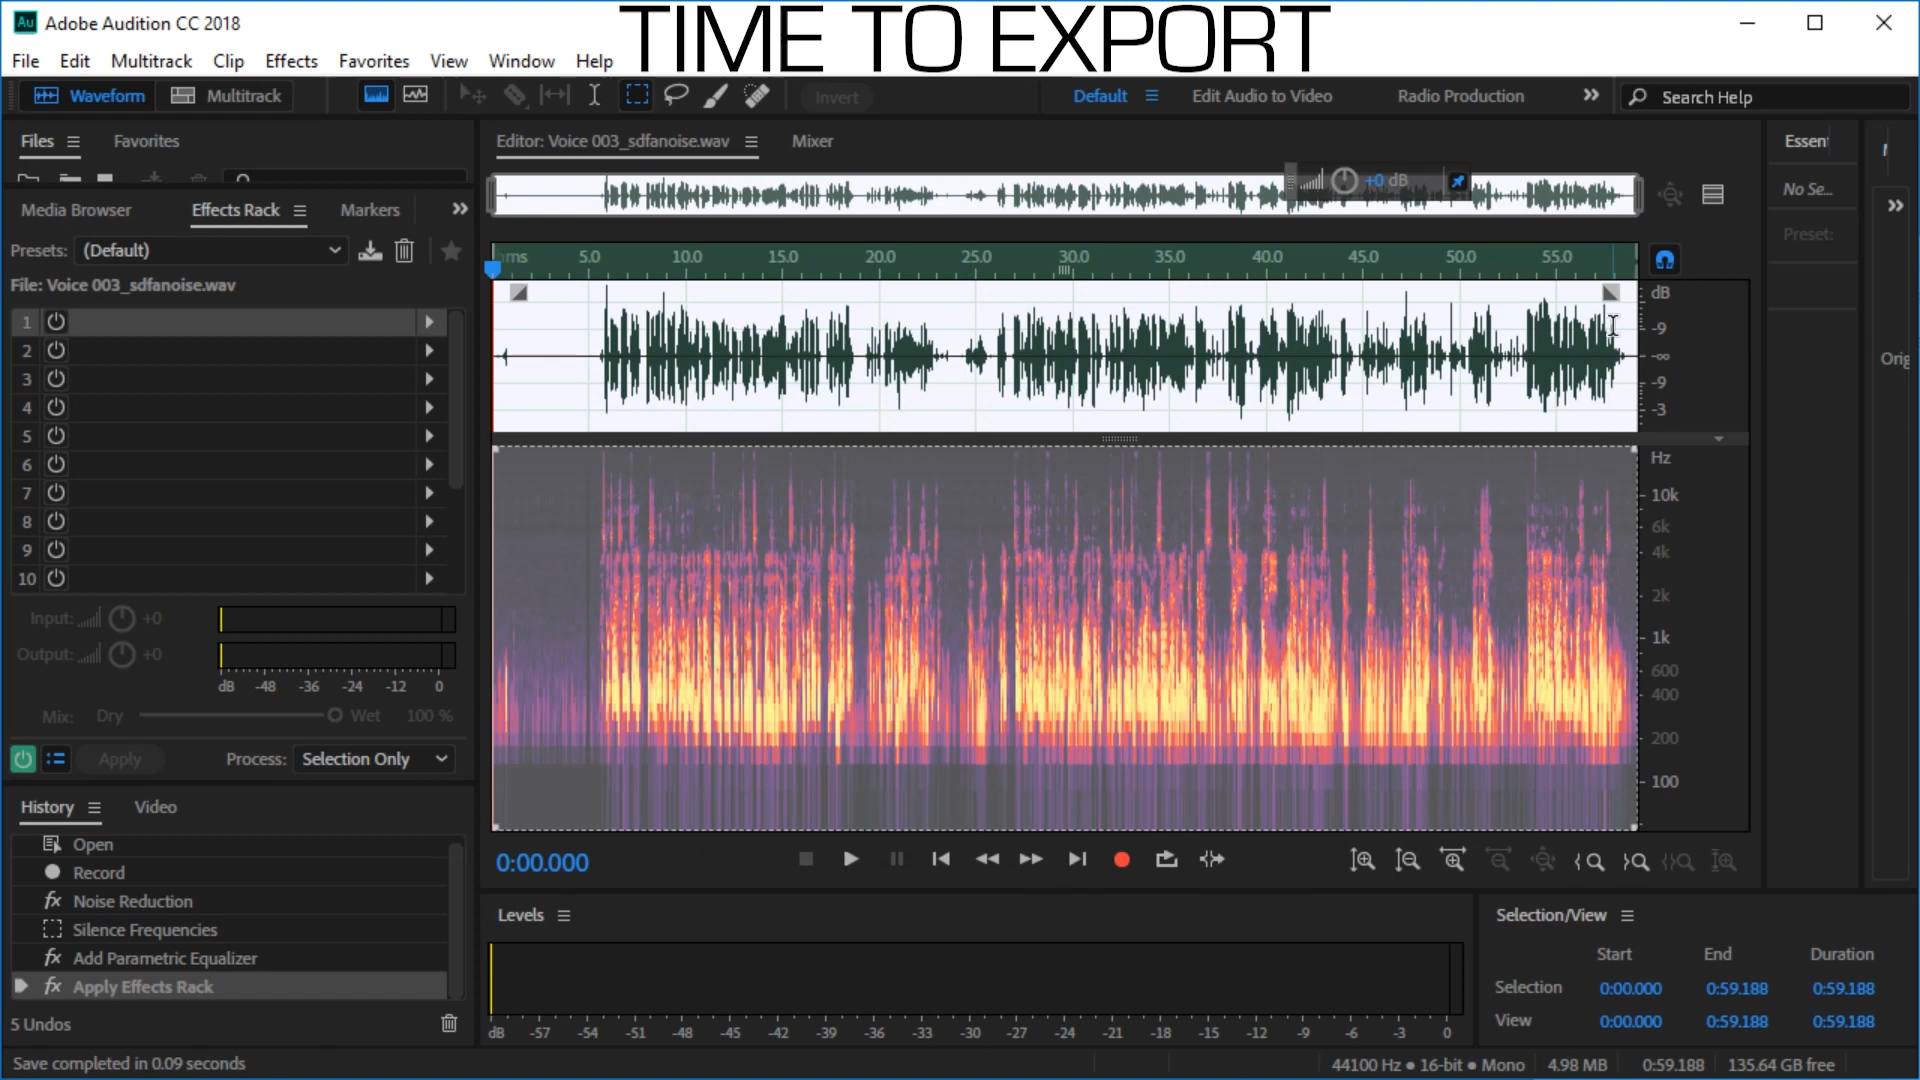 Adobe Audition CC 2018
TIME TO EXPORT
File Edit Multitrack Clip Effects Favorites View Window Help
Waveform Multitrack Invert Default Edit Audio to Video Radio Production Search Help
Files Favorites
Editor: Voice 003_sdfanoise.wav Mixer
Essen
+0 dB
No Se...
Media Browser Effects Rack Markers
Preset:
Presets: (Default)
hms 5.0 10.0 15.0 20.0 25.0 30.0 35.0 40.0 45.0 50.0 55.0
File: Voice 003_sdfanoise.wav
dB
-9
-∞
-9
-3
Orig
1
2
3
4
5
6
7
8
9
10
Hz
10k
6k
4k
2k
1k
600
400
200
100
Input: +0
Output: +0
dB -48 -36 -24 -12 0
Mix: Dry Wet 100 %
Apply Process: Selection Only
History Video
Open
Record
fx Noise Reduction
Silence Frequencies
fx Add Parametric Equalizer
fx Apply Effects Rack
5 Undos
0:00.000
Levels
dB -57 -54 -51 -48 -45 -42 -39 -36 -33 -30 -27 -24 -21 -18 -15 -12 -9 -6 -3 0
Selection/View
Start End Duration
Selection 0:00.000 0:59.188 0:59.188
View 0:00.000 0:59.188 0:59.188
Save completed in 0.09 seconds
44100 Hz ● 16-bit ● Mono 4.98 MB 0:59.188 135.64 GB free